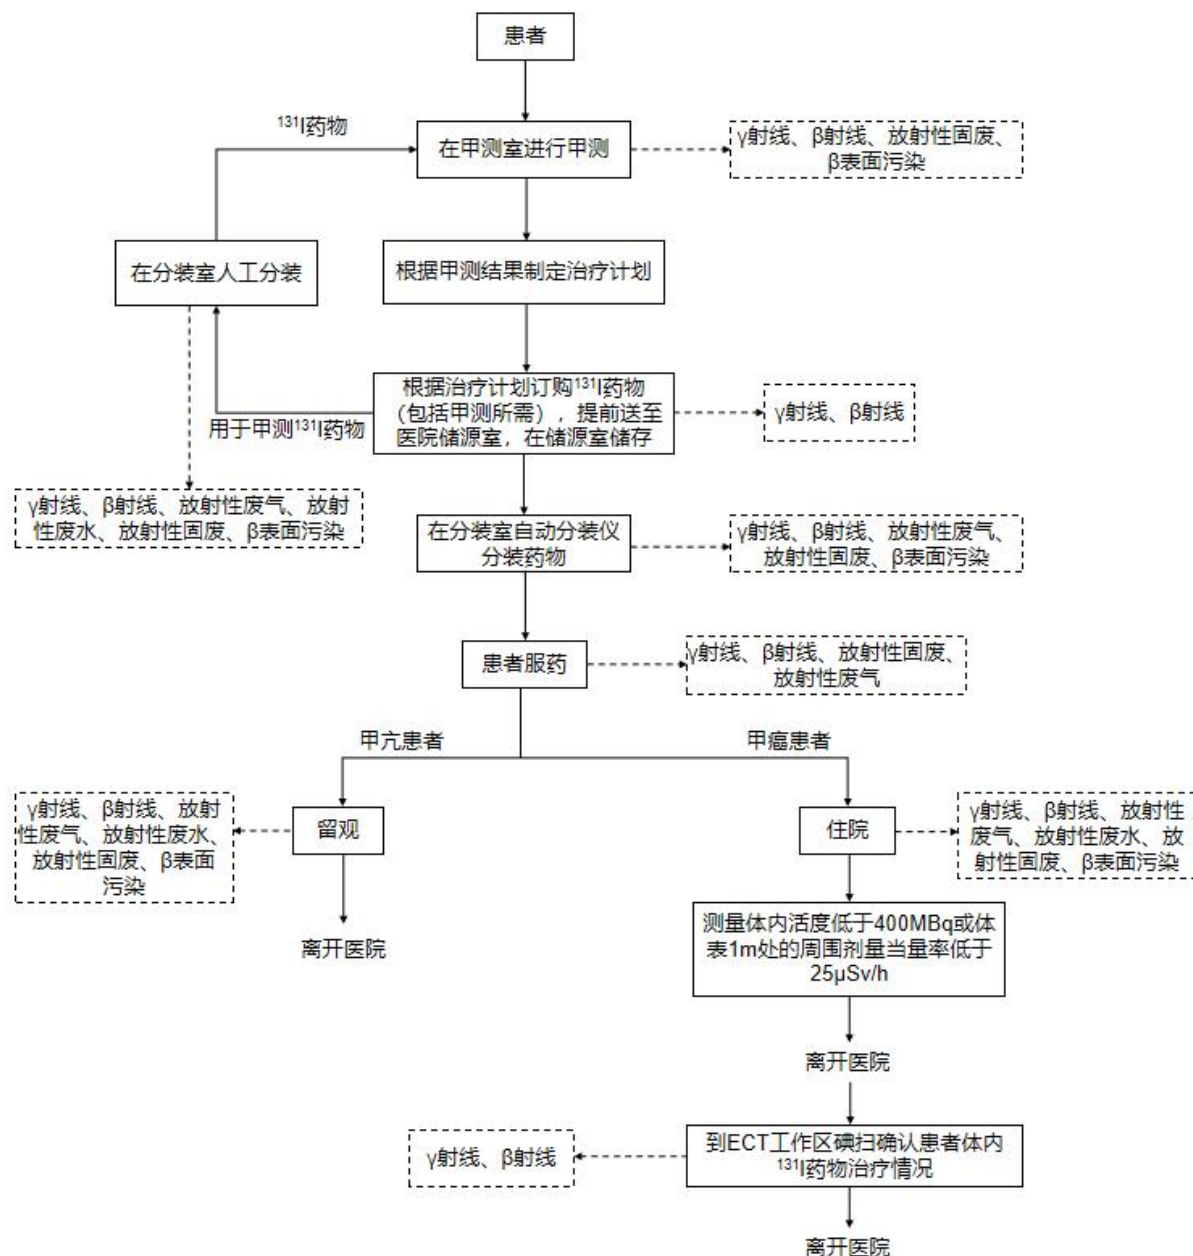 患者
¹³¹I药物
在甲测室进行甲测
γ射线、β射线、放射性固废、
β表面污染
在分装室人工分装
根据甲测结果制定治疗计划
根据治疗计划订购¹³¹I药物
（包括甲测所需），提前送至
医院储源室，在储源室储存
γ射线、β射线
用于甲测¹³¹I药物
γ射线、β射线、放射性废气、放射
性废水、放射性固废、β表面污染
在分装室自动分装仪
分装药物
γ射线、β射线、放射性废气、
放射性固废、β表面污染
患者服药
γ射线、β射线、放射性固废、
放射性废气
甲亢患者
甲癌患者
γ射线、β射线、放射
性废气、放射性废水、
放射性固废、β表面
污染
留观
住院
γ射线、β射线、放射性
废气、放射性废水、放
射性固废、β表面污染
离开医院
测量体内活度低于400MBq或体
表1m处的周围剂量当量率低于
25μSv/h
离开医院
γ射线、β射线
到ECT工作区碘扫确认患者体内
¹³¹I药物治疗情况
离开医院